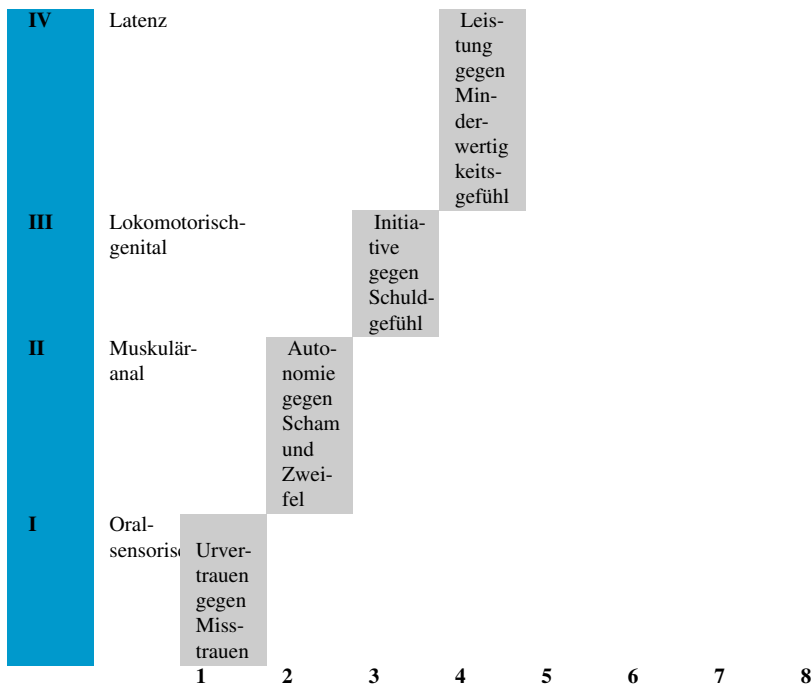 IV Latenz Leis-
tung
gegen
Min-
der-
wertig
keits-
gefühl
III Lokomotorisch- Initia-
genital tive
gegen
Schuld-
gefühl
II Muskulär- Auto-
anal nomie
gegen
Scham
und
Zwei-
fel
I Oral-
sensorisc Urver-
trauen
gegen
Miss-
trauen
1 2 3 4 5 6 7 8